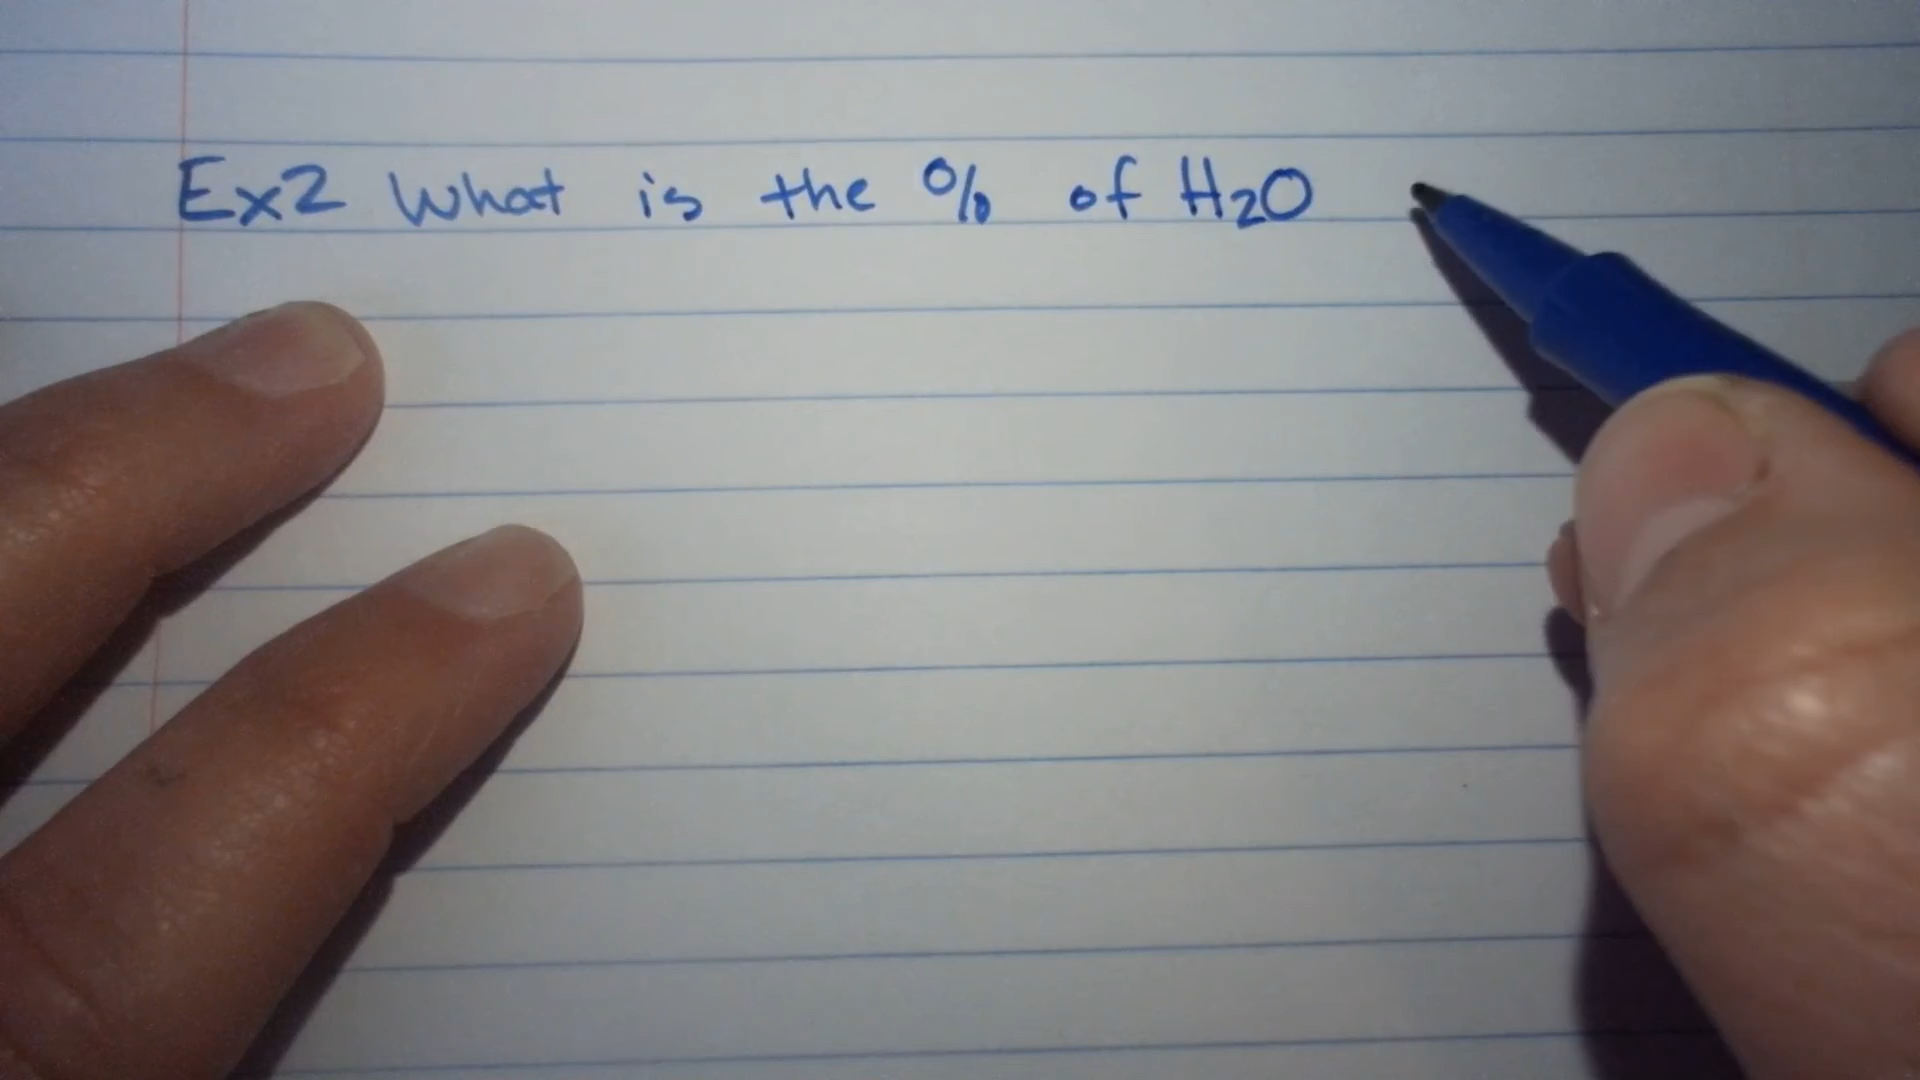 Ex2 What is the % of H₂O